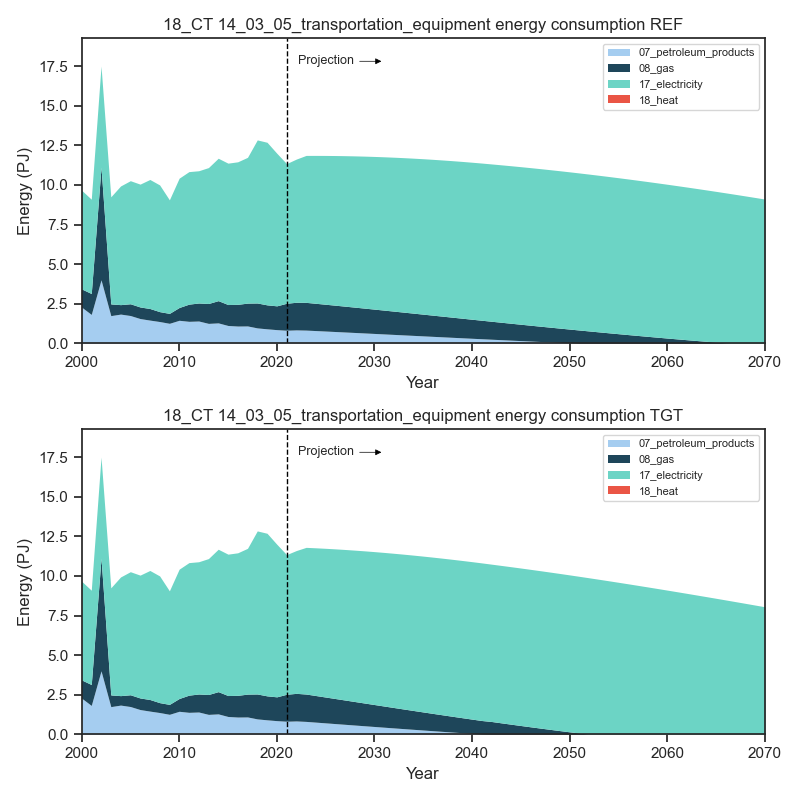 18_CT 14_03_05_transportation_equipment energy consumption REF
Projection
07_petroleum_products
08_gas
17_electricity
18_heat
Energy (PJ)
17.5
15.0
12.5
10.0
7.5
5.0
2.5
0.0
2000 2010 2020 2030 2040 2050 2060 2070
Year
18_CT 14_03_05_transportation_equipment energy consumption TGT
Projection
07_petroleum_products
08_gas
17_electricity
18_heat
Energy (PJ)
17.5
15.0
12.5
10.0
7.5
5.0
2.5
0.0
2000 2010 2020 2030 2040 2050 2060 2070
Year